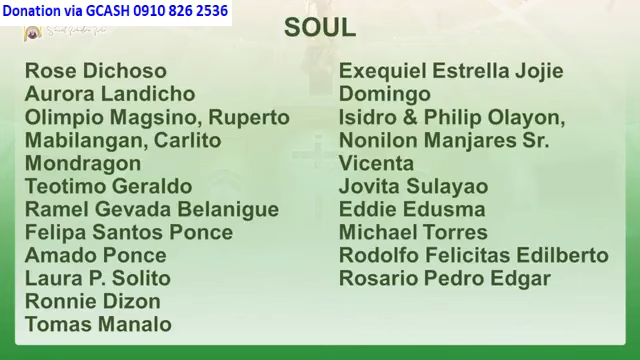 Donation via GCASH 0910 826 2536
SOUL
Rose Dichoso
Aurora Landicho
Olimpio Magsino, Ruperto
Mabilangan, Carlito
Mondragon
Teotimo Geraldo
Ramel Gevada Belanigue
Felipa Santos Ponce
Amado Ponce
Laura P. Solito
Ronnie Dizon
Tomas Manalo
Exequiel Estrella Jojie
Domingo
Isidro & Philip Olayon,
Nonilon Manjares Sr.
Vicenta
Jovita Sulayao
Eddie Edusma
Michael Torres
Rodolfo Felicitas Edilberto
Rosario Pedro Edgar